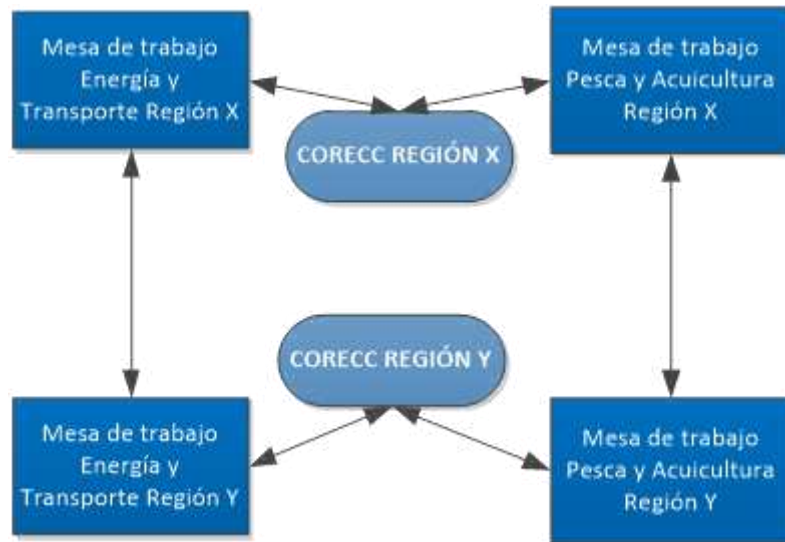 Mesa de trabajo
Energía y
Transporte Región X
Mesa de trabajo
Pesca y Acuicultura
Región X
CORECC REGIÓN X
CORECC REGIÓN Y
Mesa de trabajo
Energía y
Transporte Región Y
Mesa de trabajo
Pesca y Acuicultura
Región Y